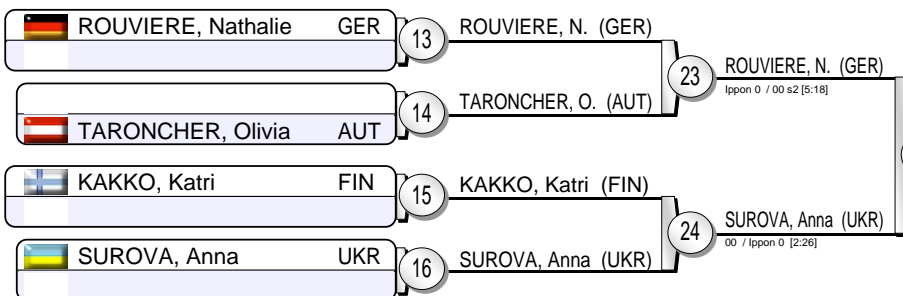 ROUVIERE, Nathalie GER
13
ROUVIERE, N. (GER)
23
ROUVIERE, N. (GER)
Ippon 0 / 00 s2 [5:18]
14
TARONCHER, O. (AUT)
TARONCHER, Olivia AUT
KAKKO, Katri FIN
15
KAKKO, Katri (FIN)
24
SUROVA, Anna (UKR)
00 / Ippon 0 [2:26]
SUROVA, Anna UKR
16
SUROVA, Anna (UKR)